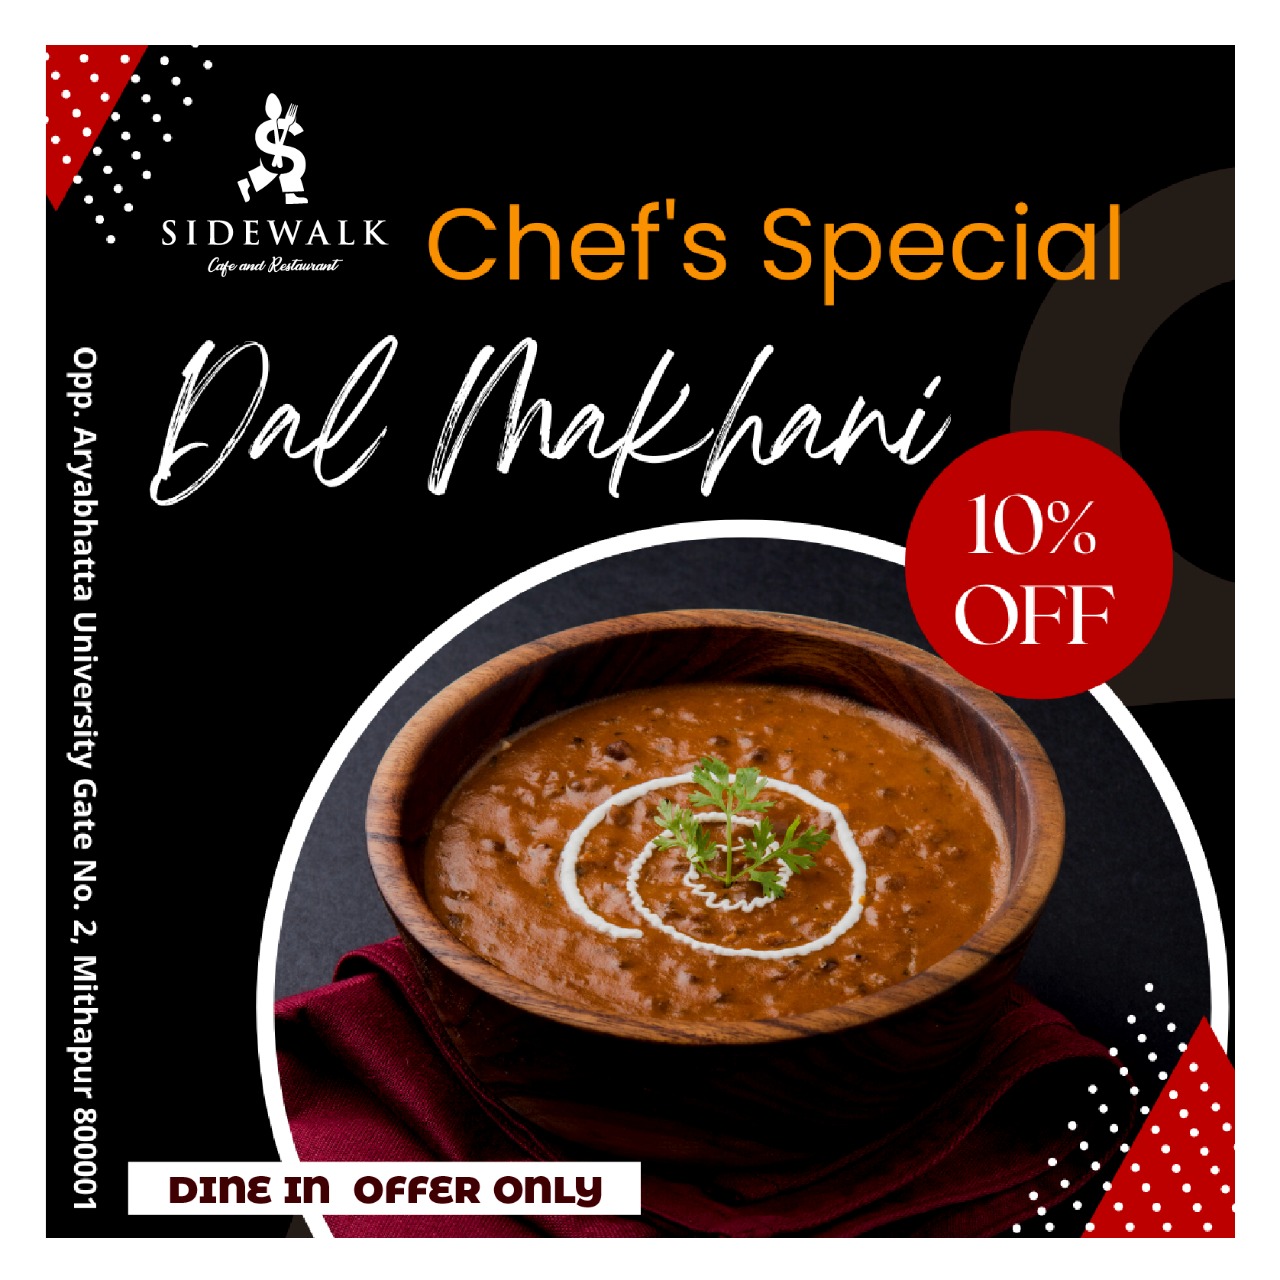 SIDEWALK
Cafe and Restaurant
Chef's Special
Dal Makhani
10%
OFF
Opp. Aryabhatta University Gate No. 2, Mithapur 800001
DINE IN OFFER ONLY